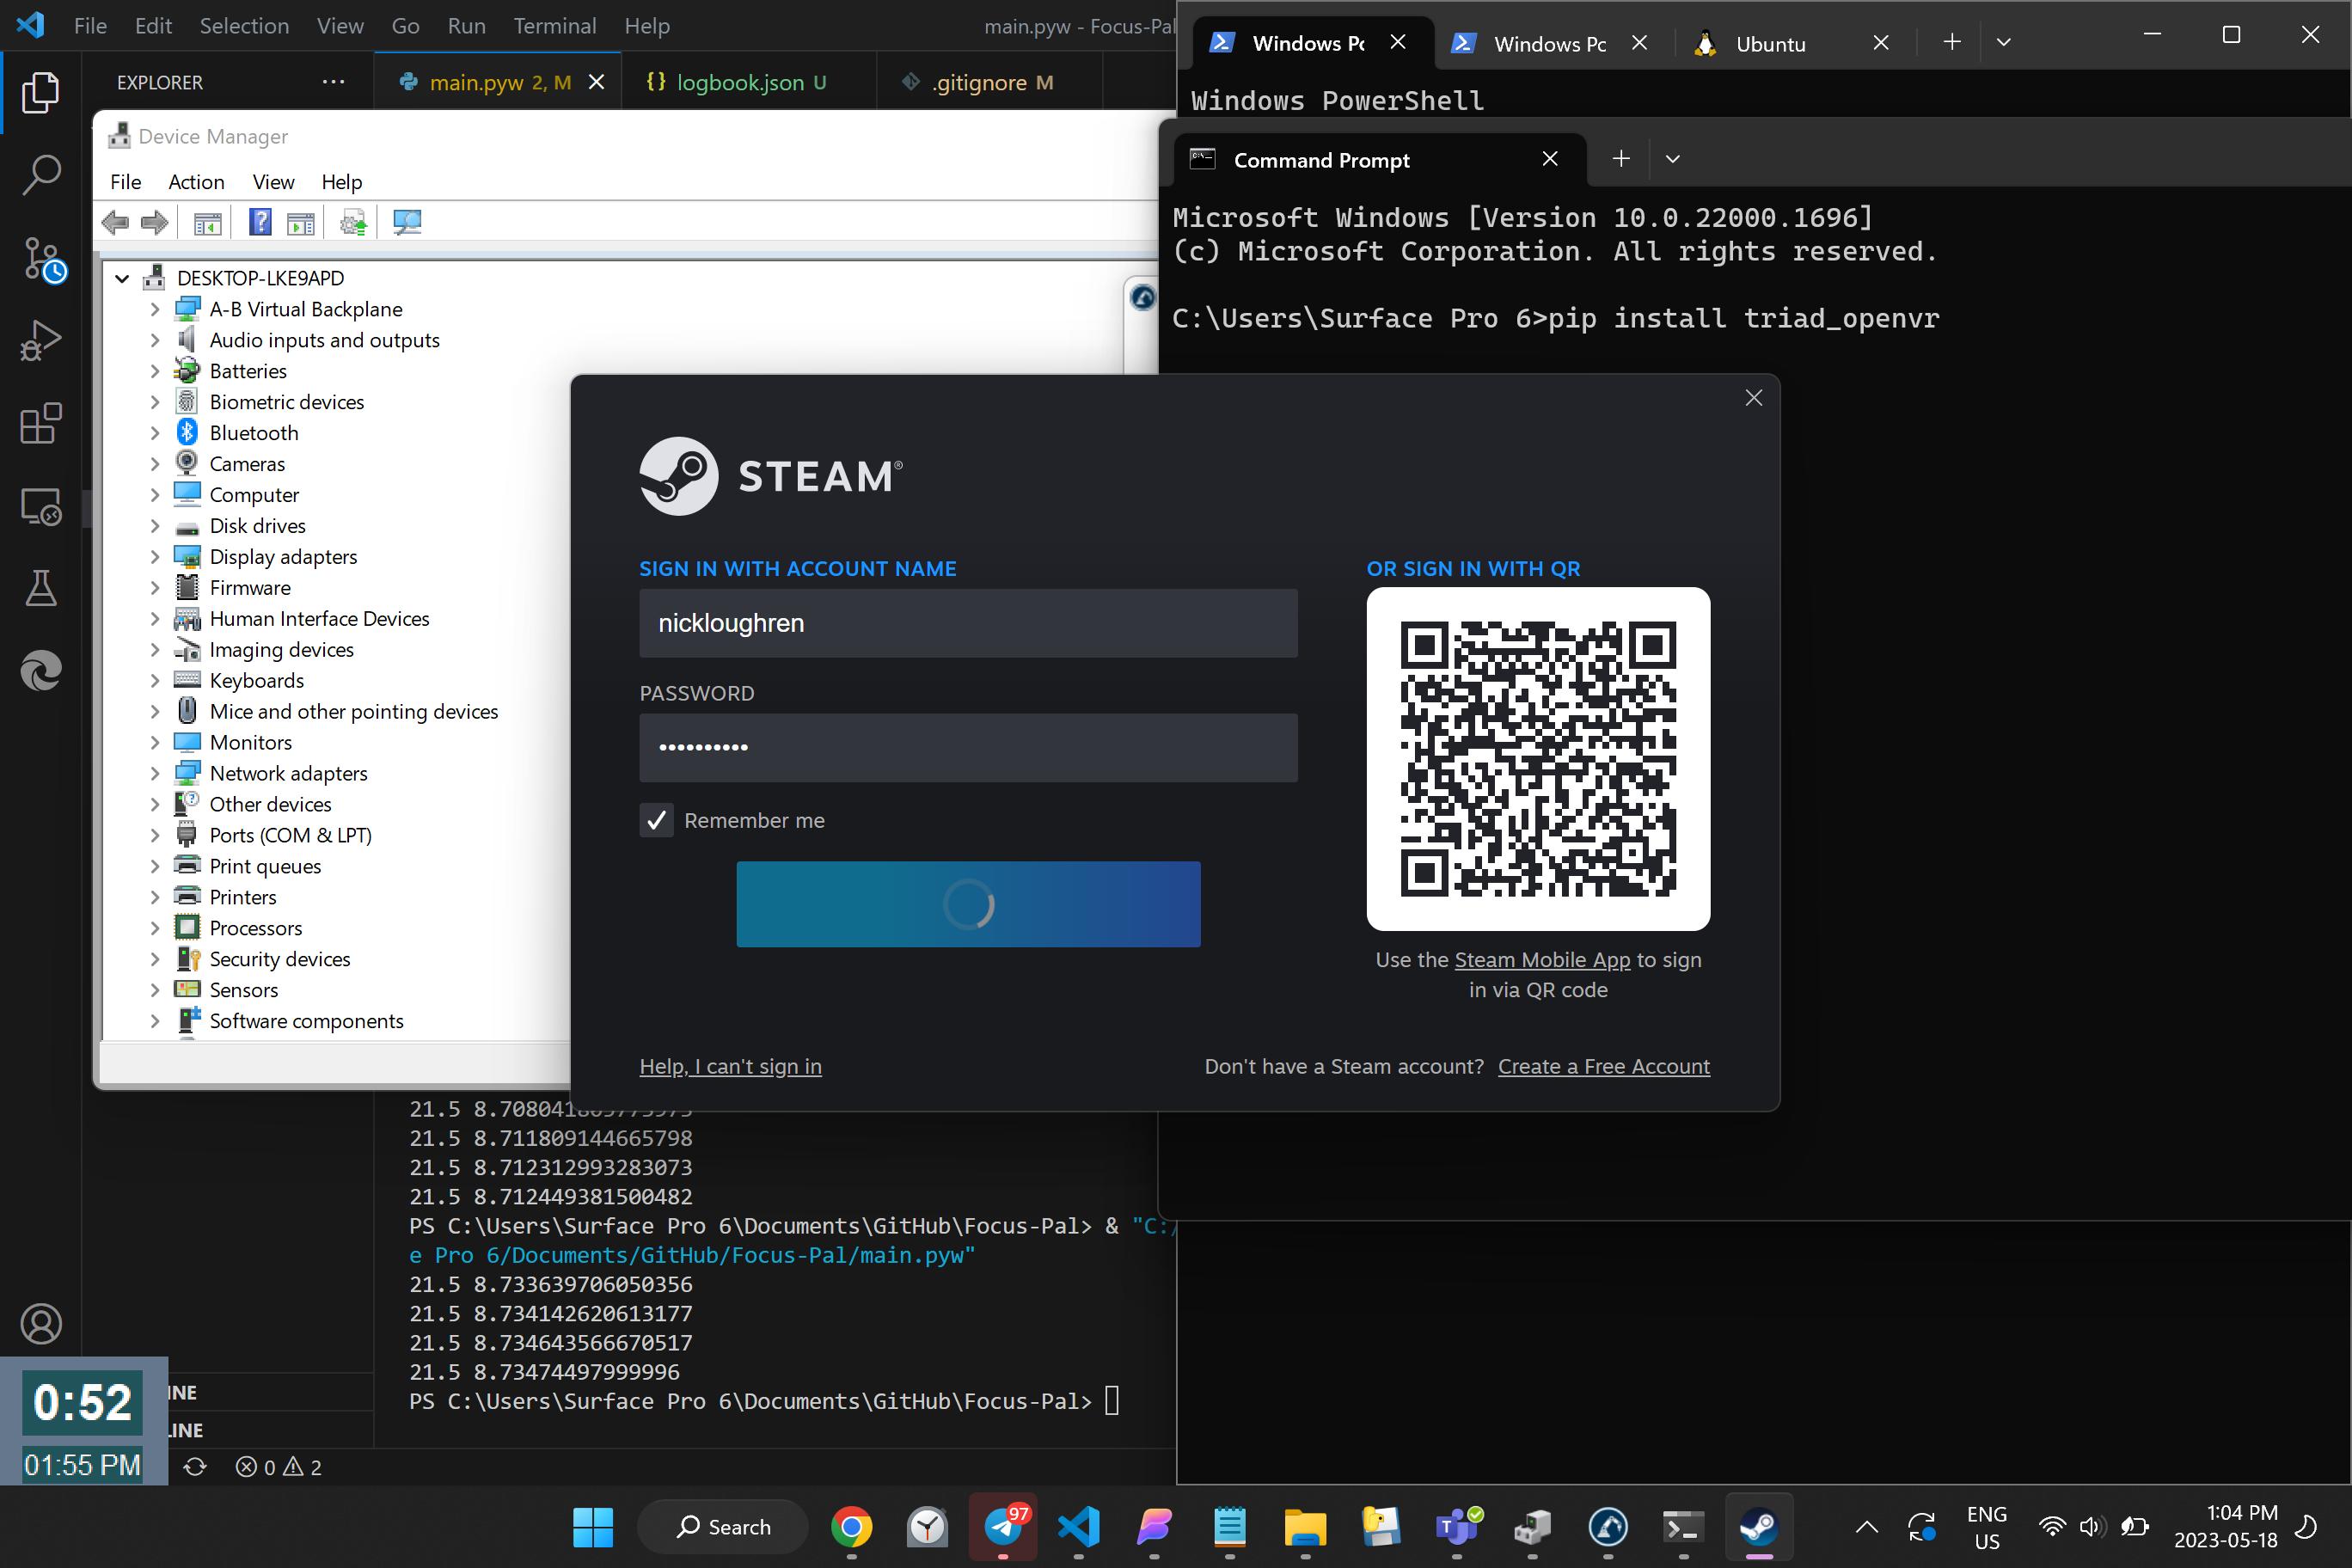 File Edit Selection View Go Run Terminal Help
main.pyw - Focus-Pal
EXPLORER
main.pyw 2, M
logbook.json U
.gitignore M
Windows Pc
Windows Pc
Ubuntu
Windows PowerShell
Device Manager
File Action View Help
DESKTOP-LKE9APD
A-B Virtual Backplane
Audio inputs and outputs
Batteries
Biometric devices
Bluetooth
Cameras
Computer
Disk drives
Display adapters
Firmware
Human Interface Devices
Imaging devices
Keyboards
Mice and other pointing devices
Monitors
Network adapters
Other devices
Ports (COM & LPT)
Print queues
Printers
Processors
Security devices
Sensors
Software components
Command Prompt
Microsoft Windows [Version 10.0.22000.1696]
(c) Microsoft Corporation. All rights reserved.
C:\Users\Surface Pro 6>pip install triad_openvr
STEAM®
SIGN IN WITH ACCOUNT NAME
nickloughren
PASSWORD
••••••••••
Remember me
OR SIGN IN WITH QR
Use the Steam Mobile App to sign
in via QR code
Help, I can't sign in
Don't have a Steam account? Create a Free Account
21.5 8.711809144665798
21.5 8.712312993283073
21.5 8.712449381500482
PS C:\Users\Surface Pro 6\Documents\GitHub\Focus-Pal> & "C:/
e Pro 6/Documents/GitHub/Focus-Pal/main.pyw"
21.5 8.733639706050356
21.5 8.734142620613177
21.5 8.734643566670517
21.5 8.73474497999996
PS C:\Users\Surface Pro 6\Documents\GitHub\Focus-Pal>
INE
LINE
0:52
01:55 PM
0 2
Search
97
ENG
US
1:04 PM
2023-05-18